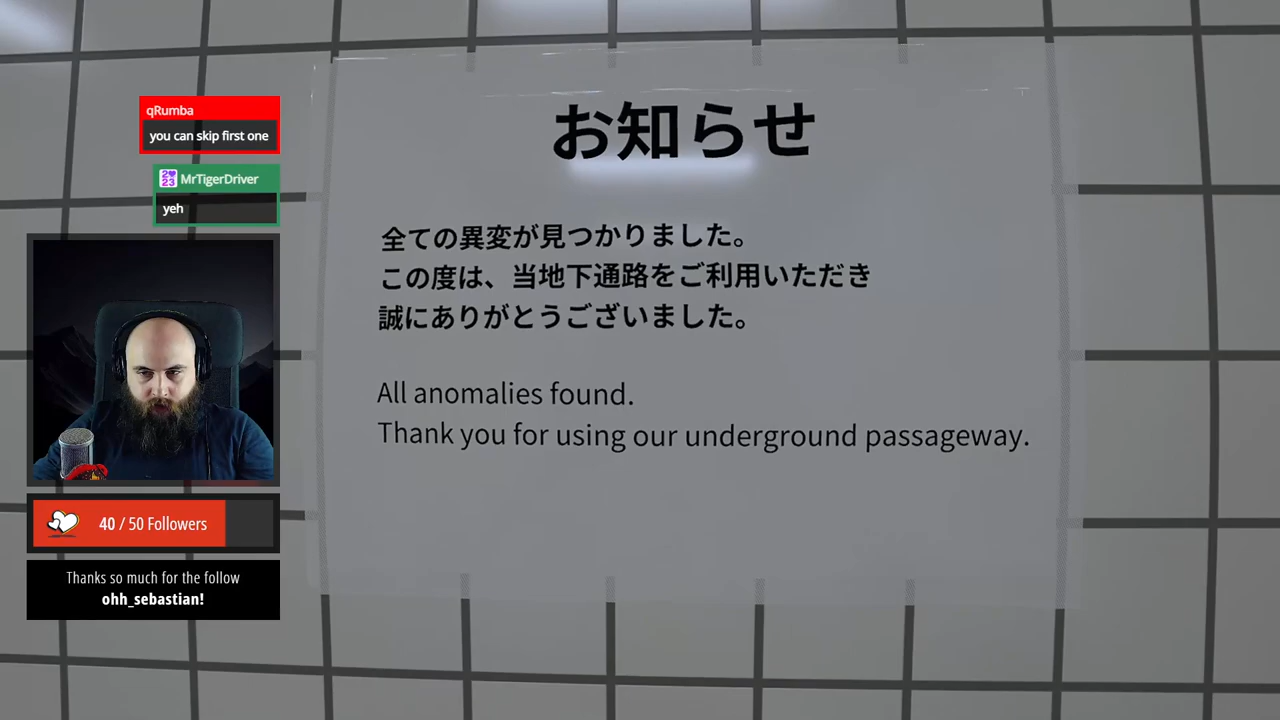 qRumba
you can skip first one
MrTigerDriver
yeh
40 / 50 Followers
Thanks so much for the follow
ohh_sebastian!
お知らせ
全ての異変が見つかりました。
この度は、当地下通路をご利用いただき
誠にありがとうございました。
All anomalies found.
Thank you for using our underground passageway.